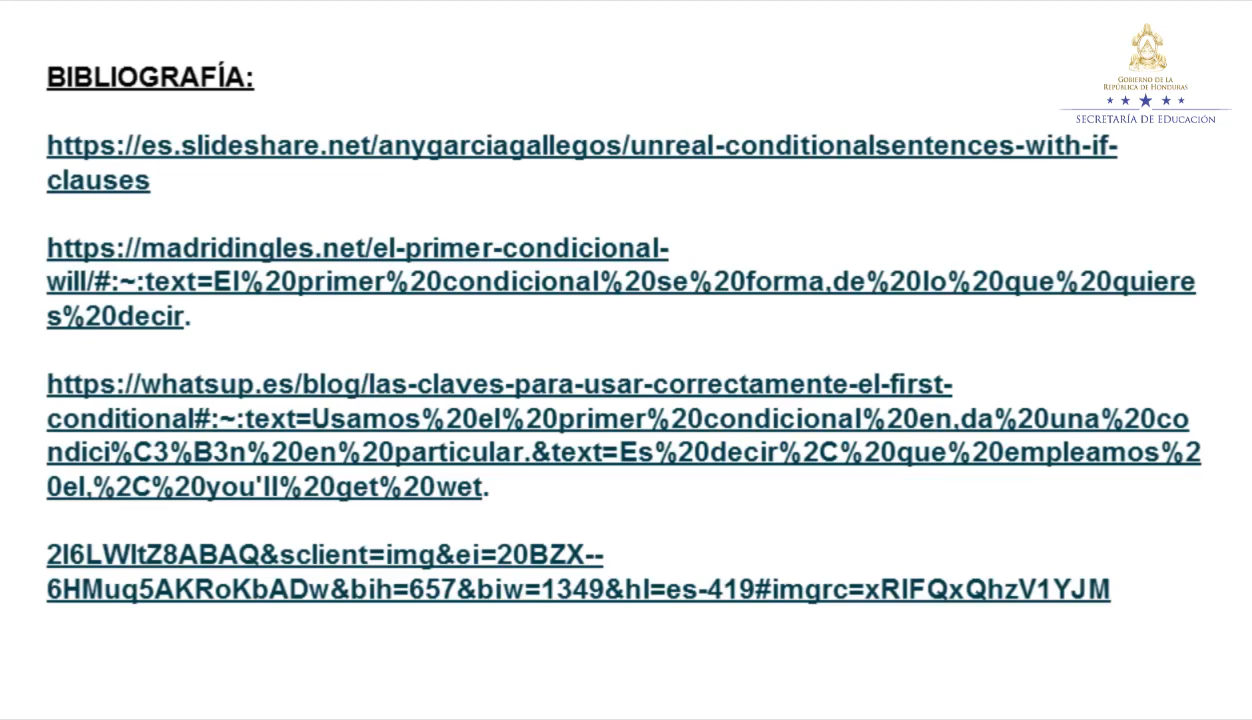 BIBLIOGRAFÍA:
GOBIERNO DE LA
REPÚBLICA DE HONDURAS
SECRETARÍA DE EDUCACIÓN
https://es.slideshare.net/anygarciagallegos/unreal-conditionalsentences-with-if-
clauses
https://madridingles.net/el-primer-condicional-
will/#:~:text=El%20primer%20condicional%20se%20forma,de%20lo%20que%20quiere
s%20decir.
https://whatsup.es/blog/las-claves-para-usar-correctamente-el-first-
conditional#:~:text=Usamos%20el%20primer%20condicional%20en,da%20una%20co
ndici%C3%B3n%20en%20particular.&text=Es%20decir%2C%20que%20empleamos%2
0el,%2C%20you'll%20get%20wet.
2I6LWltZ8ABAQ&sclient=img&ei=20BZX--
6HMuq5AKRoKbADw&bih=657&biw=1349&hl=es-419#imgrc=xRIFQxQhzV1YJM